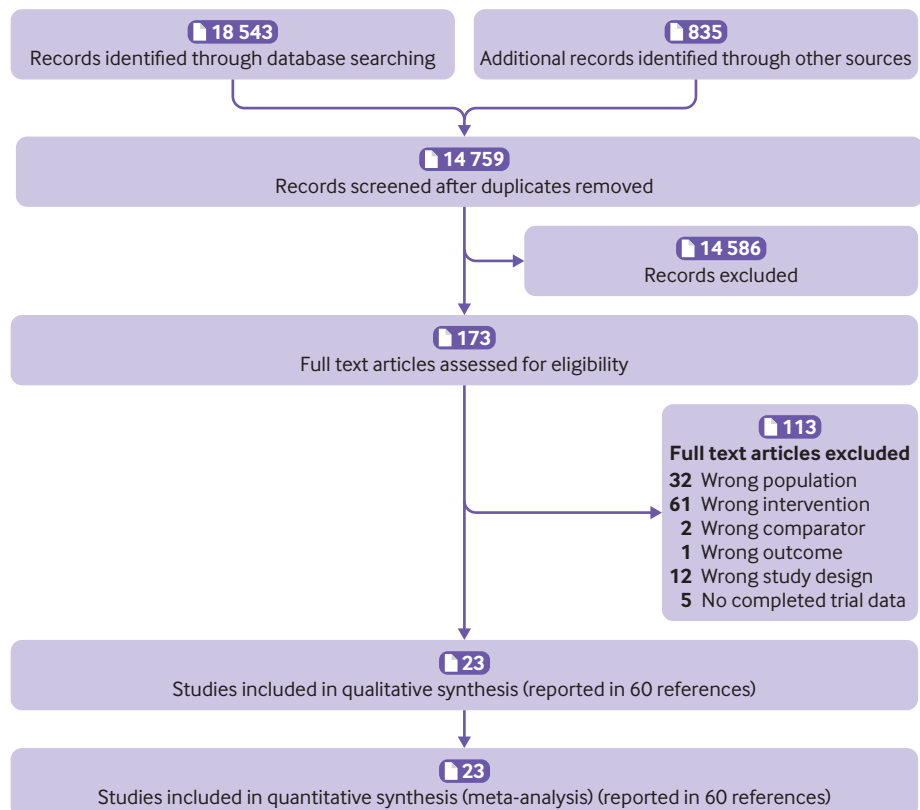 18 543
Records identified through database searching
835
Additional records identified through other sources
14 759
Records screened after duplicates removed
14 586
Records excluded
173
Full text articles assessed for eligibility
113
Full text articles excluded
32 Wrong population
61 Wrong intervention
2 Wrong comparator
1 Wrong outcome
12 Wrong study design
5 No completed trial data
23
Studies included in qualitative synthesis (reported in 60 references)
23
Studies included in quantitative synthesis (meta-analysis) (reported in 60 references)